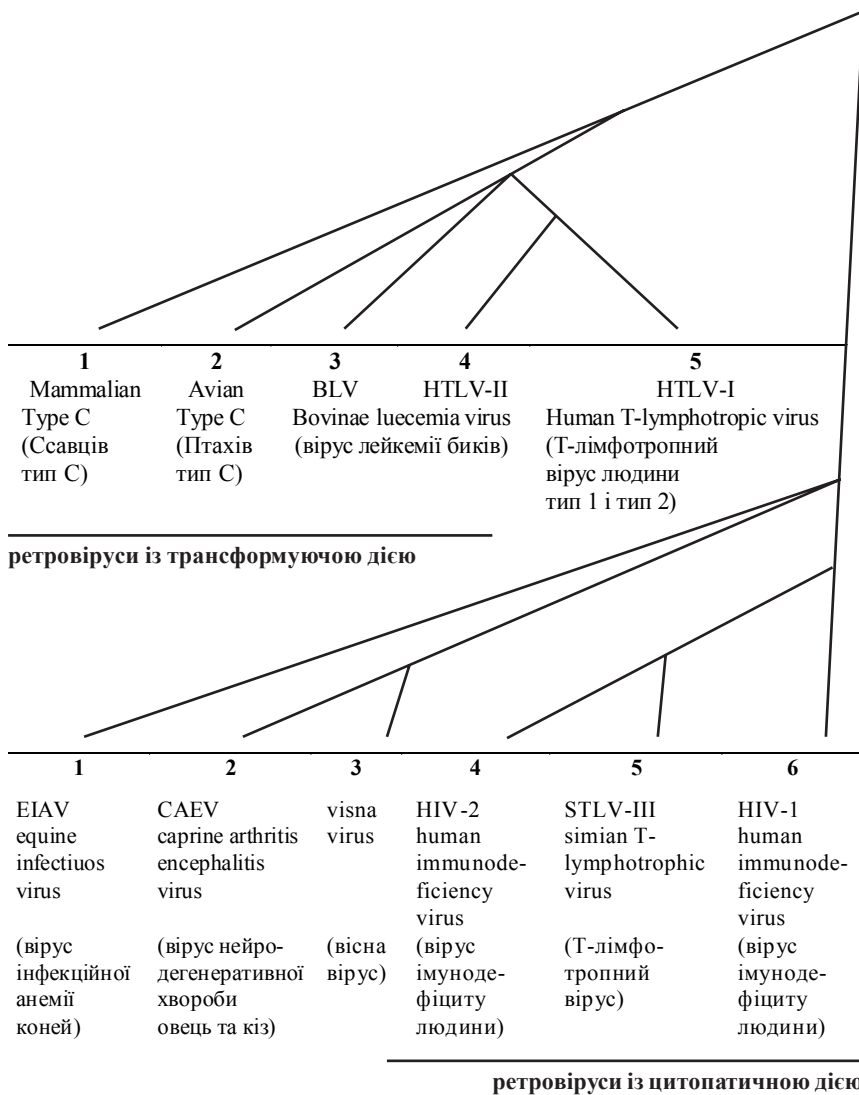 1 2 3 4 5
Mammalian Avian BLV HTLV-II HTLV-I
Type C Type C Bovinae luecemia virus Human T-lymphotropic virus
(Ссавців (Птахів (вірус лейкемії биків) (Т-лімфотропний
тип С) тип С) вірус людини
тип 1 і тип 2)
ретровіруси із трансформуючою дією
1 2 3 4 5 6
EIAV CAEV visna HIV-2 STLV-III HIV-1
equine caprine arthritis virus human simian T- human
infectiuos encephalitis immunode- lymphotrophic immunode-
virus virus ficiency virus ficiency
virus virus
(вірус (вірус нейро- (вісна (вірус (Т-лімфо- (вірус
інфекційної дегенеративної вірус) імуноде- тропний імуноде-
анемії хвороби фіциту вірус) фіциту
коней) овець та кіз) людини) людини)
ретровіруси із цитопатичною дією